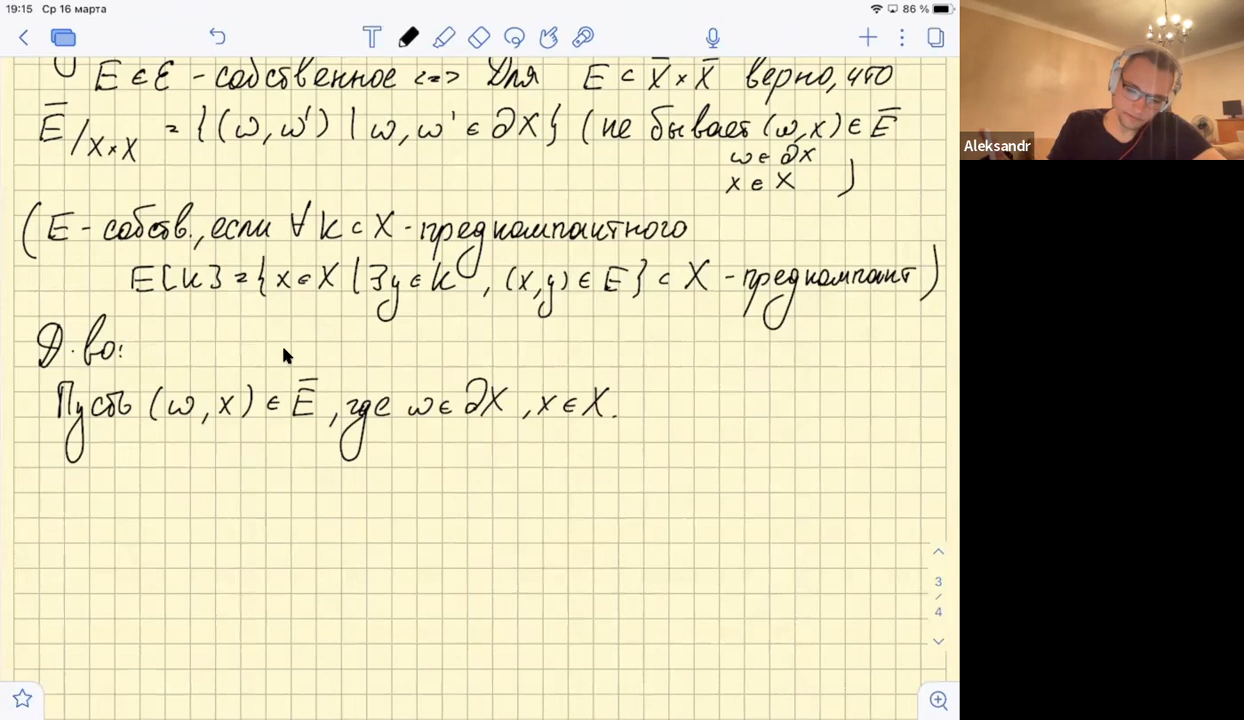 19:15 Ср 16 марта
86 %
E ∈ ℰ - собственное <=> Для E ⊂ X̄ × X̄ верно, что
Ē / X×X = { (ω, ω') | ω, ω' ∈ ∂X } (не бывает (ω, x) ∈ Ē
ω ∈ ∂X
x ∈ X )
( E - собств., если ∀ K ⊂ X - предкомпактного
E[K] = { x ∈ X | ∃ y ∈ K , (x,y) ∈ E } ⊂ X - предкомпакт )
Д-во:
Пусть (ω, x) ∈ Ē , где ω ∈ ∂X , x ∈ X.
3
/
4
Aleksandr